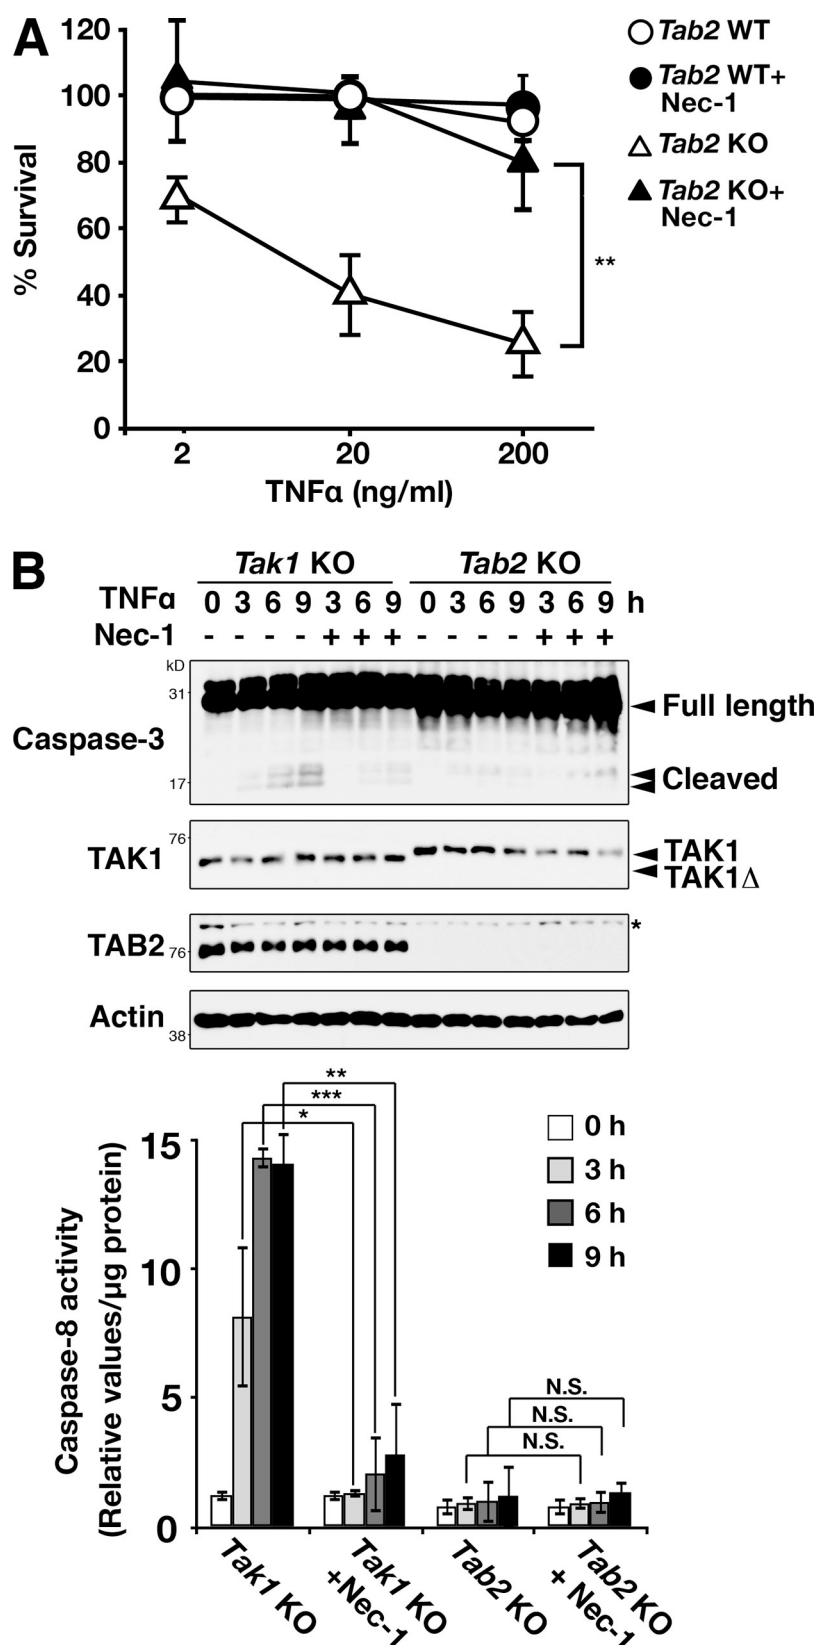 A
120
100
80
60
40
20
0
% Survival
2 20 200
TNFα (ng/ml)
Tab2 WT
Tab2 WT+
Nec-1
Tab2 KO
Tab2 KO+
Nec-1
**
B
Tak1 KO Tab2 KO
TNFα 0 3 6 9 3 6 9 0 3 6 9 3 6 9 h
Nec-1 - - - - + + + - - - - + + +
kD
31
17
Caspase-3
Full length
Cleaved
76
TAK1
TAK1
TAK1Δ
TAB2
76
*
Actin
38
**
***
*
15
10
5
0
Caspase-8 activity
(Relative values/μg protein)
0 h
3 h
6 h
9 h
N.S.
N.S.
N.S.
Tak1 KO
Tak1 KO
+Nec-1
Tab2 KO
Tab2 KO
+ Nec-1